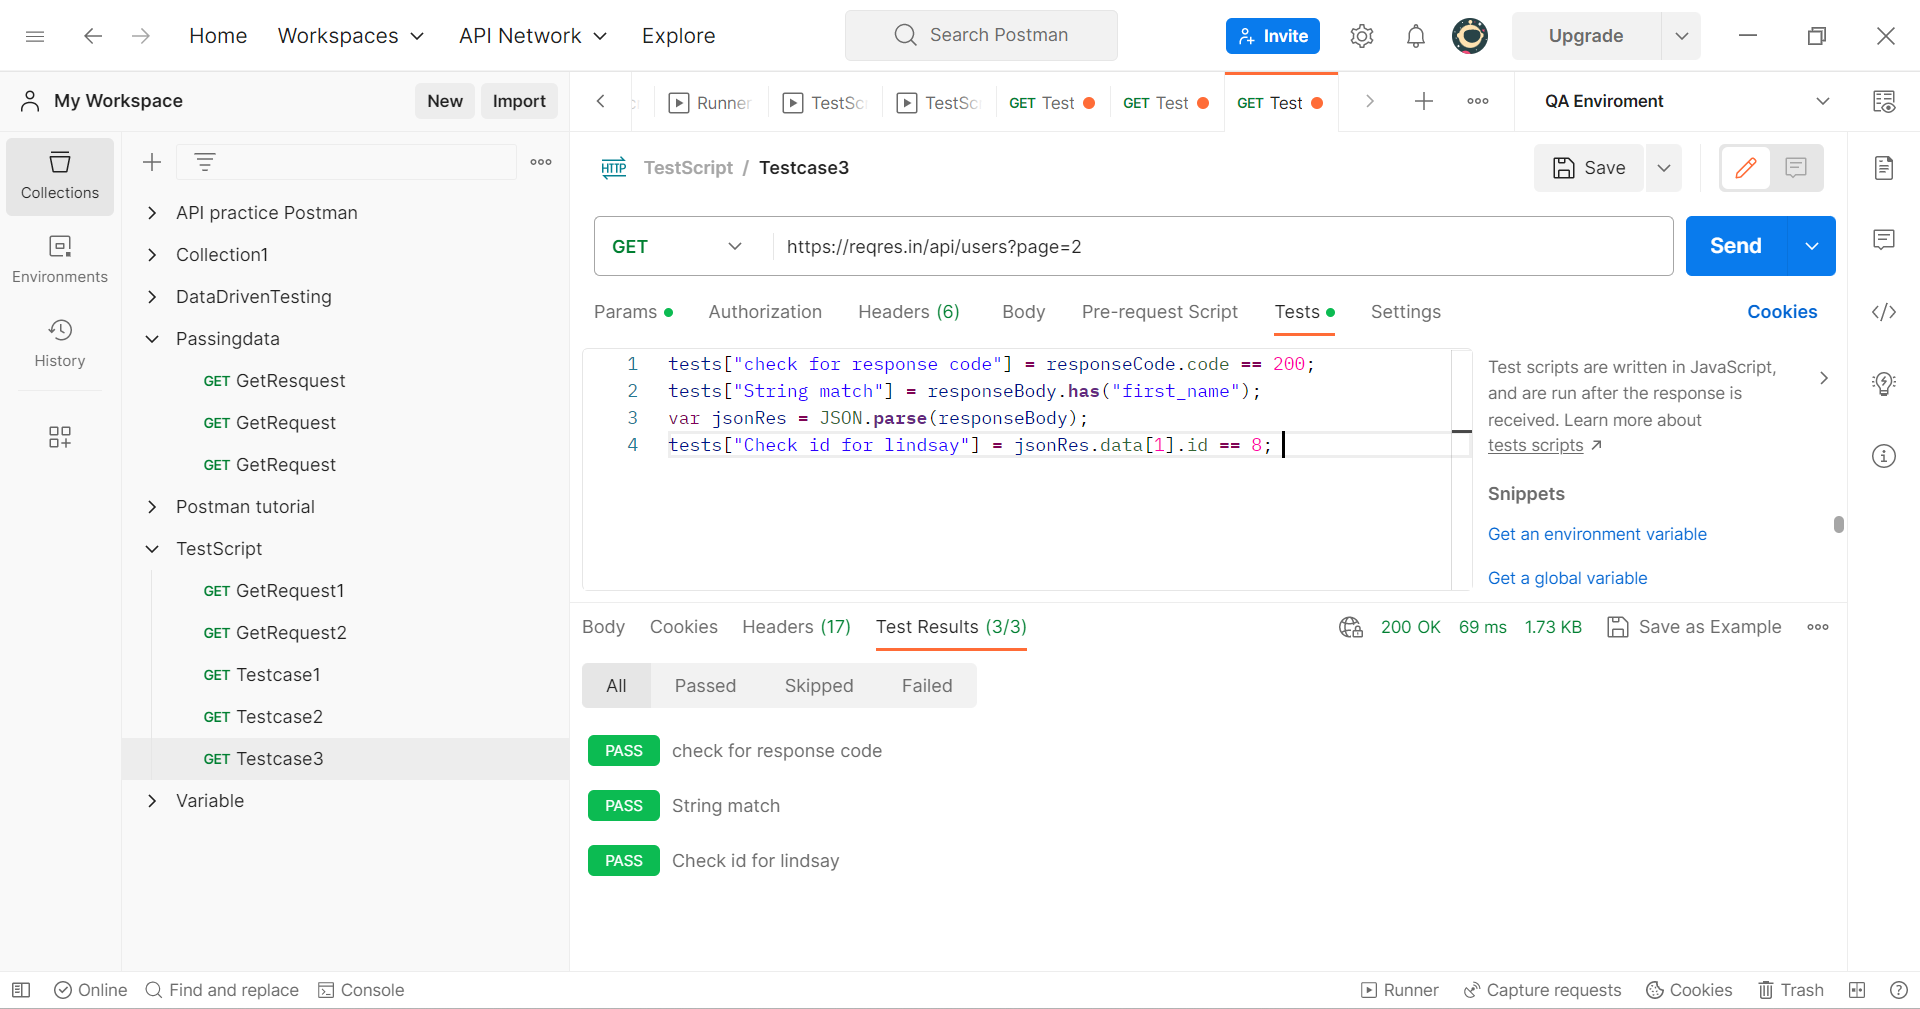 Home Workspaces API Network Explore Search Postman Invite Upgrade
My Workspace New Import Runner TestSc TestSc GET Test GET Test GET Test QA Enviroment
Collections
Environments
History
API practice Postman
Collection1
DataDrivenTesting
Passingdata
GET GetResquest
GET GetRequest
GET GetRequest
Postman tutorial
TestScript
GET GetRequest1
GET GetRequest2
GET Testcase1
GET Testcase2
GET Testcase3
Variable
HTTP TestScript / Testcase3 Save
GET https://reqres.in/api/users?page=2 Send
Params Authorization Headers (6) Body Pre-request Script Tests Settings Cookies
1 tests["check for response code"] = responseCode.code == 200;
2 tests["String match"] = responseBody.has("first_name");
3 var jsonRes = JSON.parse(responseBody);
4 tests["Check id for lindsay"] = jsonRes.data[1].id == 8;
Test scripts are written in JavaScript,
and are run after the response is
received. Learn more about
tests scripts ↗
Snippets
Get an environment variable
Get a global variable
Body Cookies Headers (17) Test Results (3/3) 200 OK 69 ms 1.73 KB Save as Example
All Passed Skipped Failed
PASS check for response code
PASS String match
PASS Check id for lindsay
Online Find and replace Console Runner Capture requests Cookies Trash